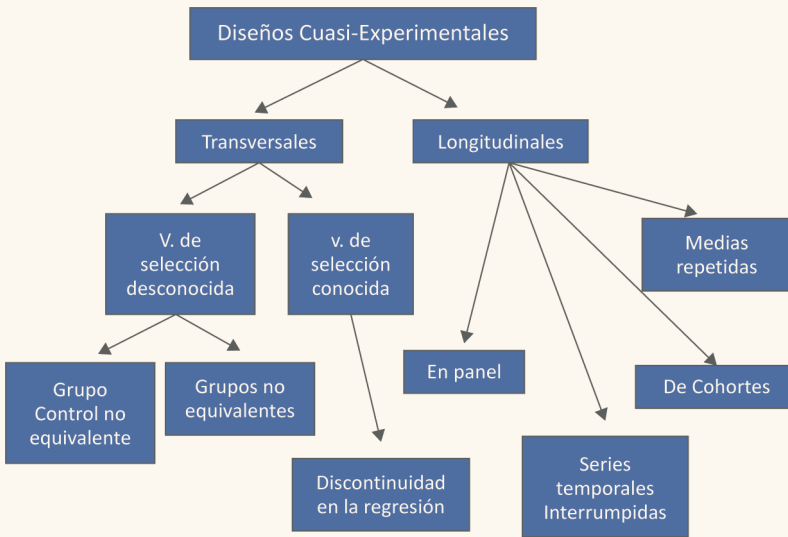 Diseños Cuasi-Experimentales
Transversales
Longitudinales
V. de
selección
desconocida
v. de
selección
conocida
Medias
repetidas
Grupo
Control no
equivalente
Grupos no
equivalentes
En panel
De Cohortes
Discontinuidad
en la regresión
Series
temporales
Interrumpidas